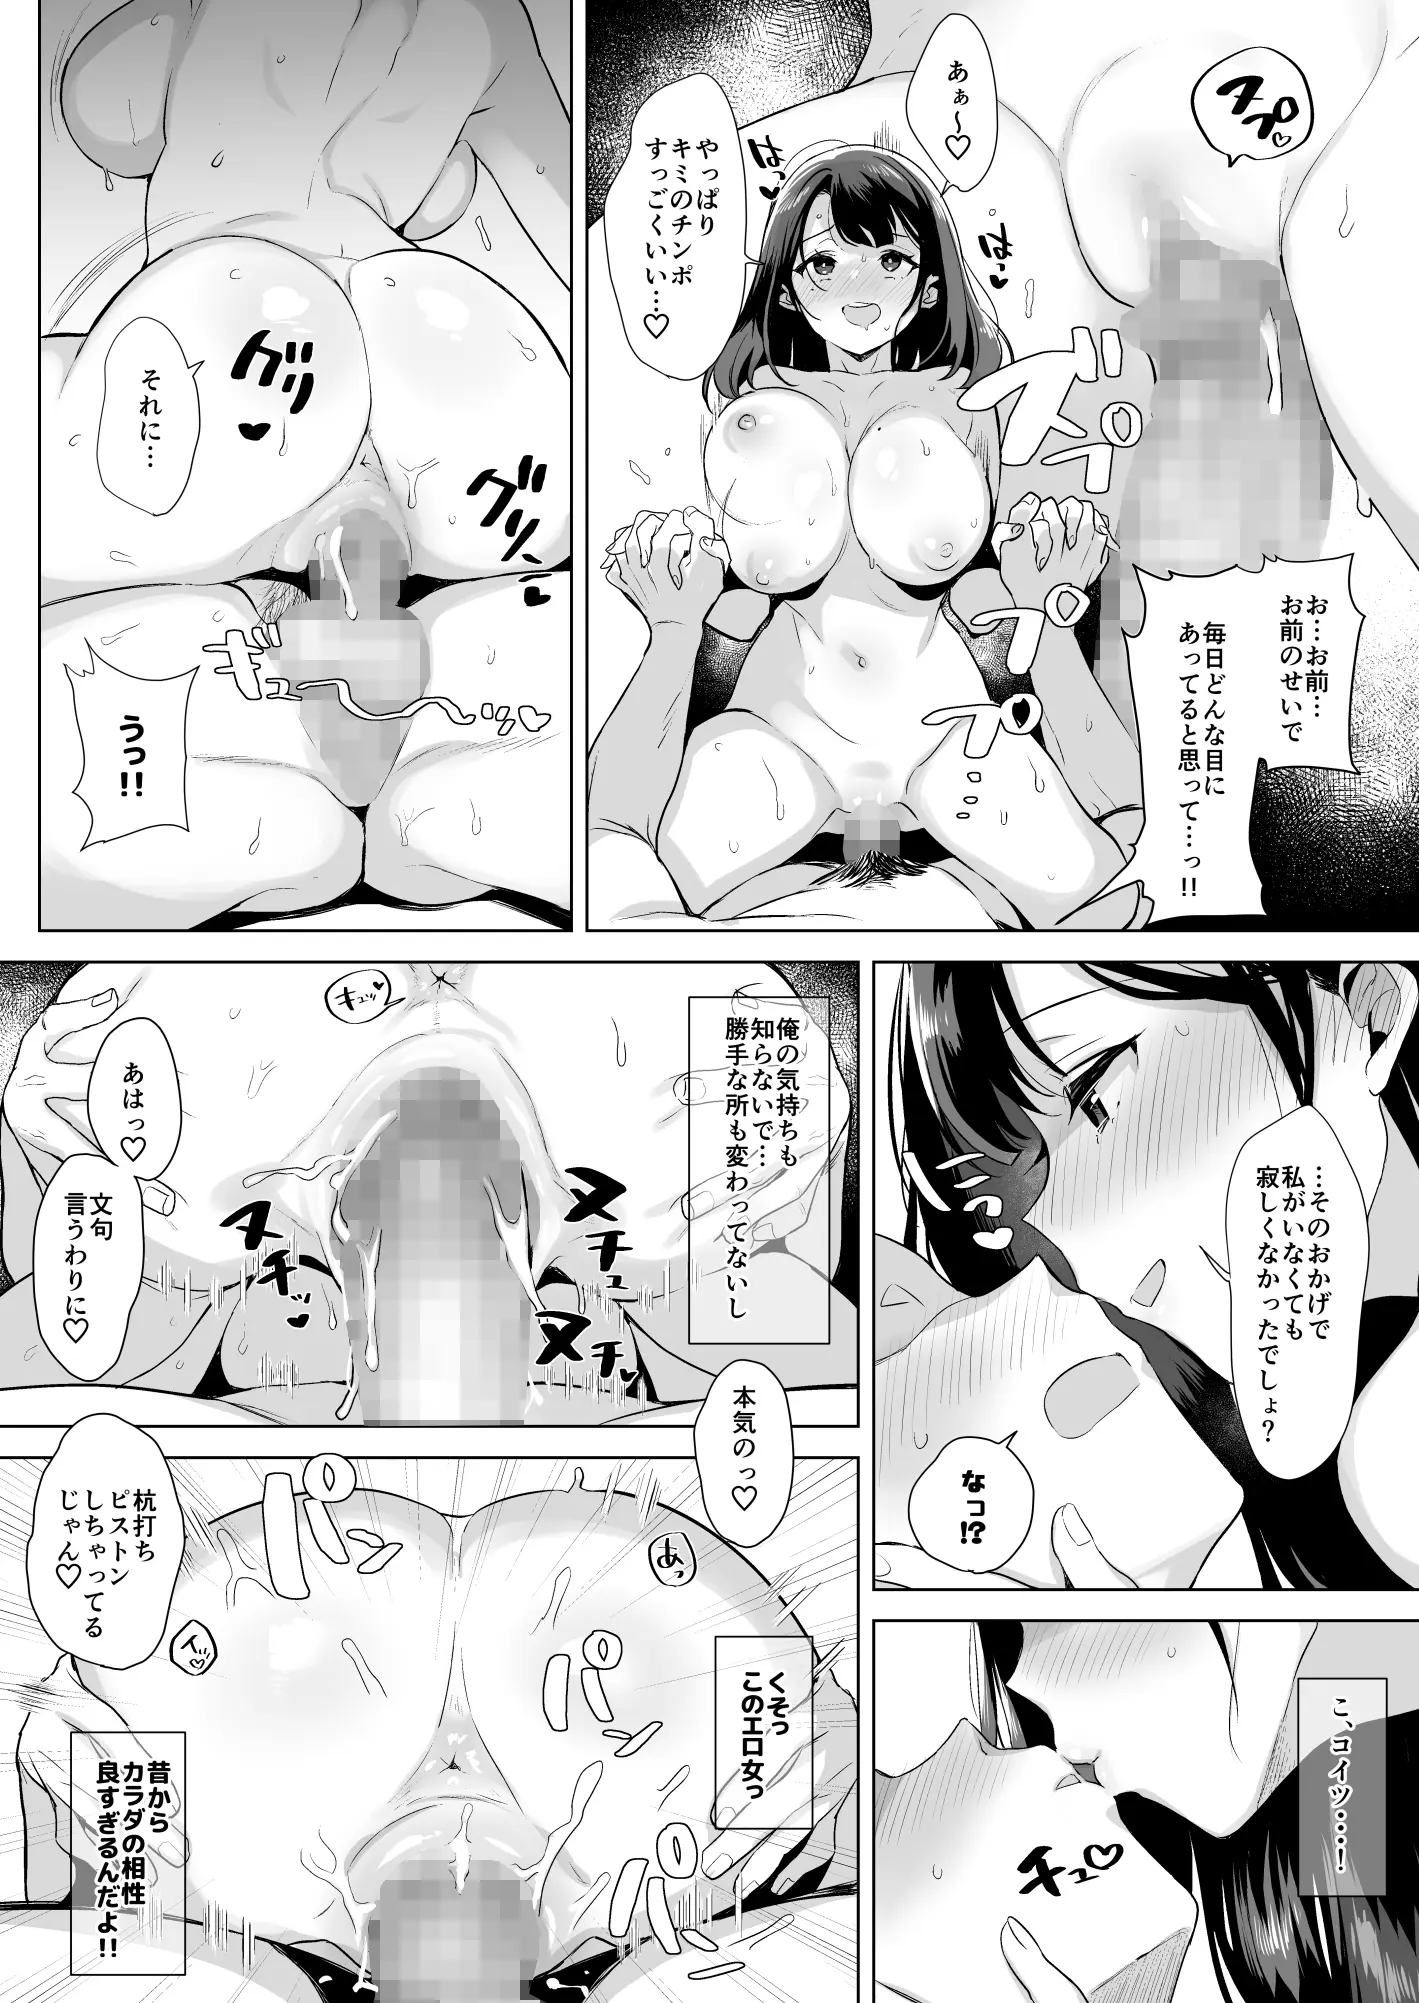 ヌプ♡
あぁ～♡
やっぱり
キミのチンポ
すっごくいい…♡
はっ♥
はぁっ♥
お…お前…
お前のせいで
毎日どんな目に
あってると思って…っ!!
それに…
グリ♥
グリッ♥
ギュ～ッ♡
うっ!!
…そのおかげで
私がいなくても
寂しくなかったでしょ？
なっ!?
こ、コイツ……！
チュ♡
俺の気持ちも
知らないで…
勝手な所も変わってないし
キュッ♥
あはっ♡
文句
言うわりに♡
ヌチュ
ヌチッ♥
ヌチュ
ヌチッ
本気のっ♡
杭打ち
ピストン
しちゃってる
じゃん♡
パン
パンッ
パンッ
あっ
くそっ
このエロ女っ
昔から
カラダの相性
良すぎるんだよ!!